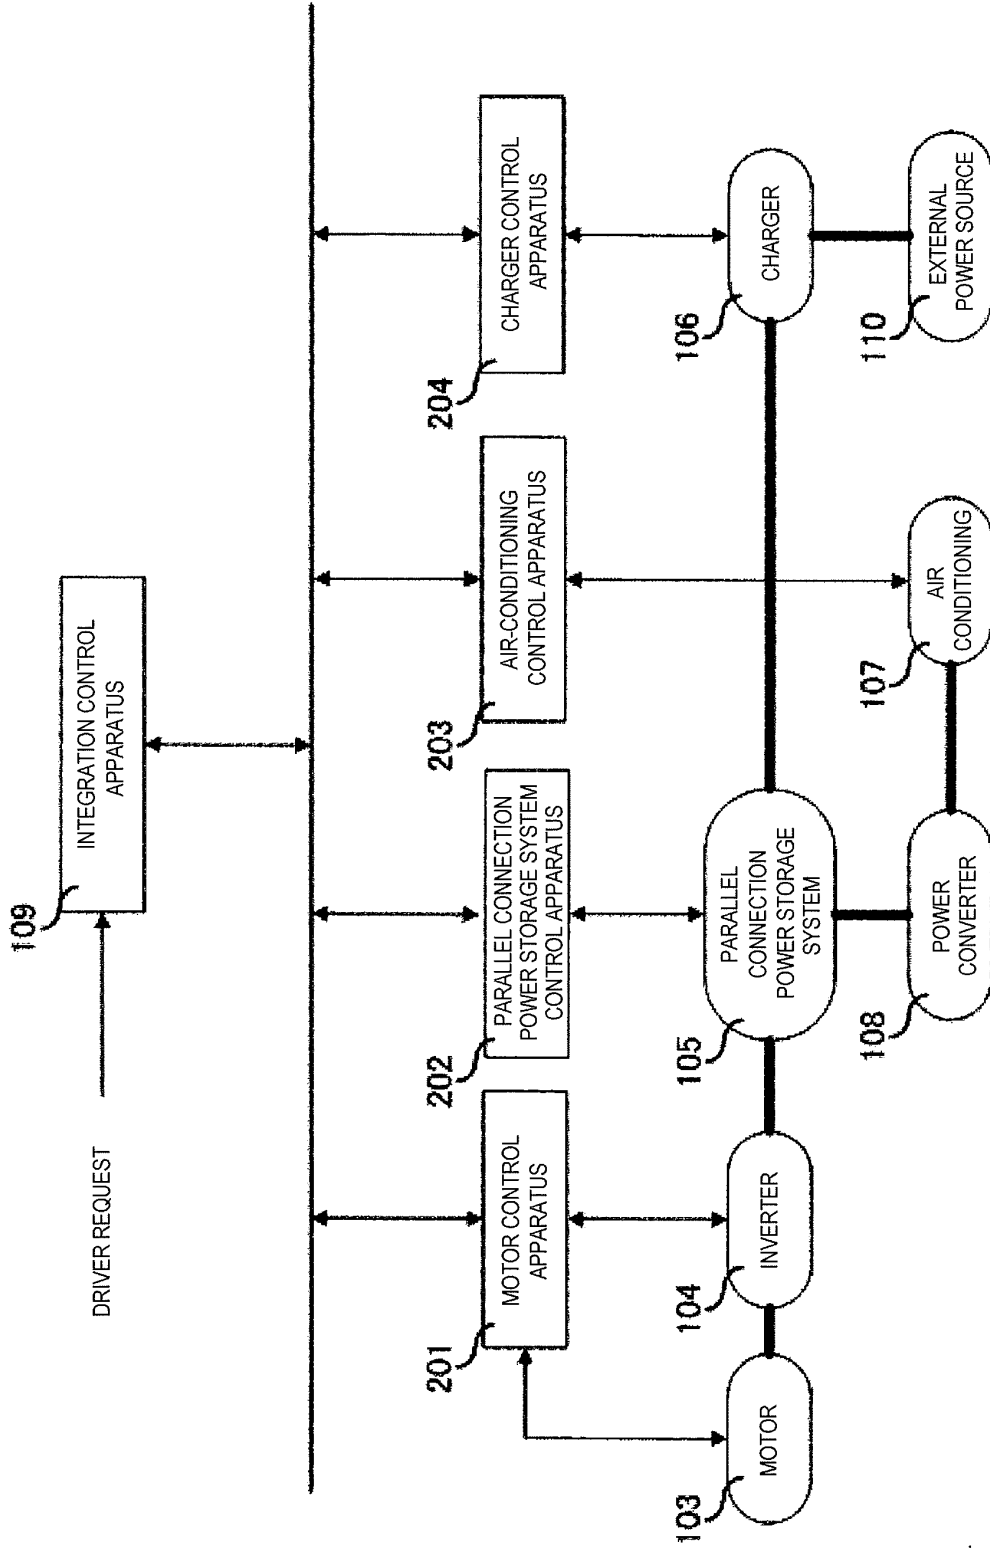 109
INTEGRATION CONTROL
APPARATUS
DRIVER REQUEST
201
MOTOR CONTROL
APPARATUS
202
PARALLEL CONNECTION
POWER STORAGE SYSTEM
CONTROL APPARATUS
203
AIR-CONDITIONING
CONTROL APPARATUS
204
CHARGER CONTROL
APPARATUS
103
MOTOR
104
INVERTER
105
PARALLEL
CONNECTION
POWER STORAGE
SYSTEM
106
CHARGER
108
POWER
CONVERTER
107
AIR
CONDITIONING
110
EXTERNAL
POWER SOURCE